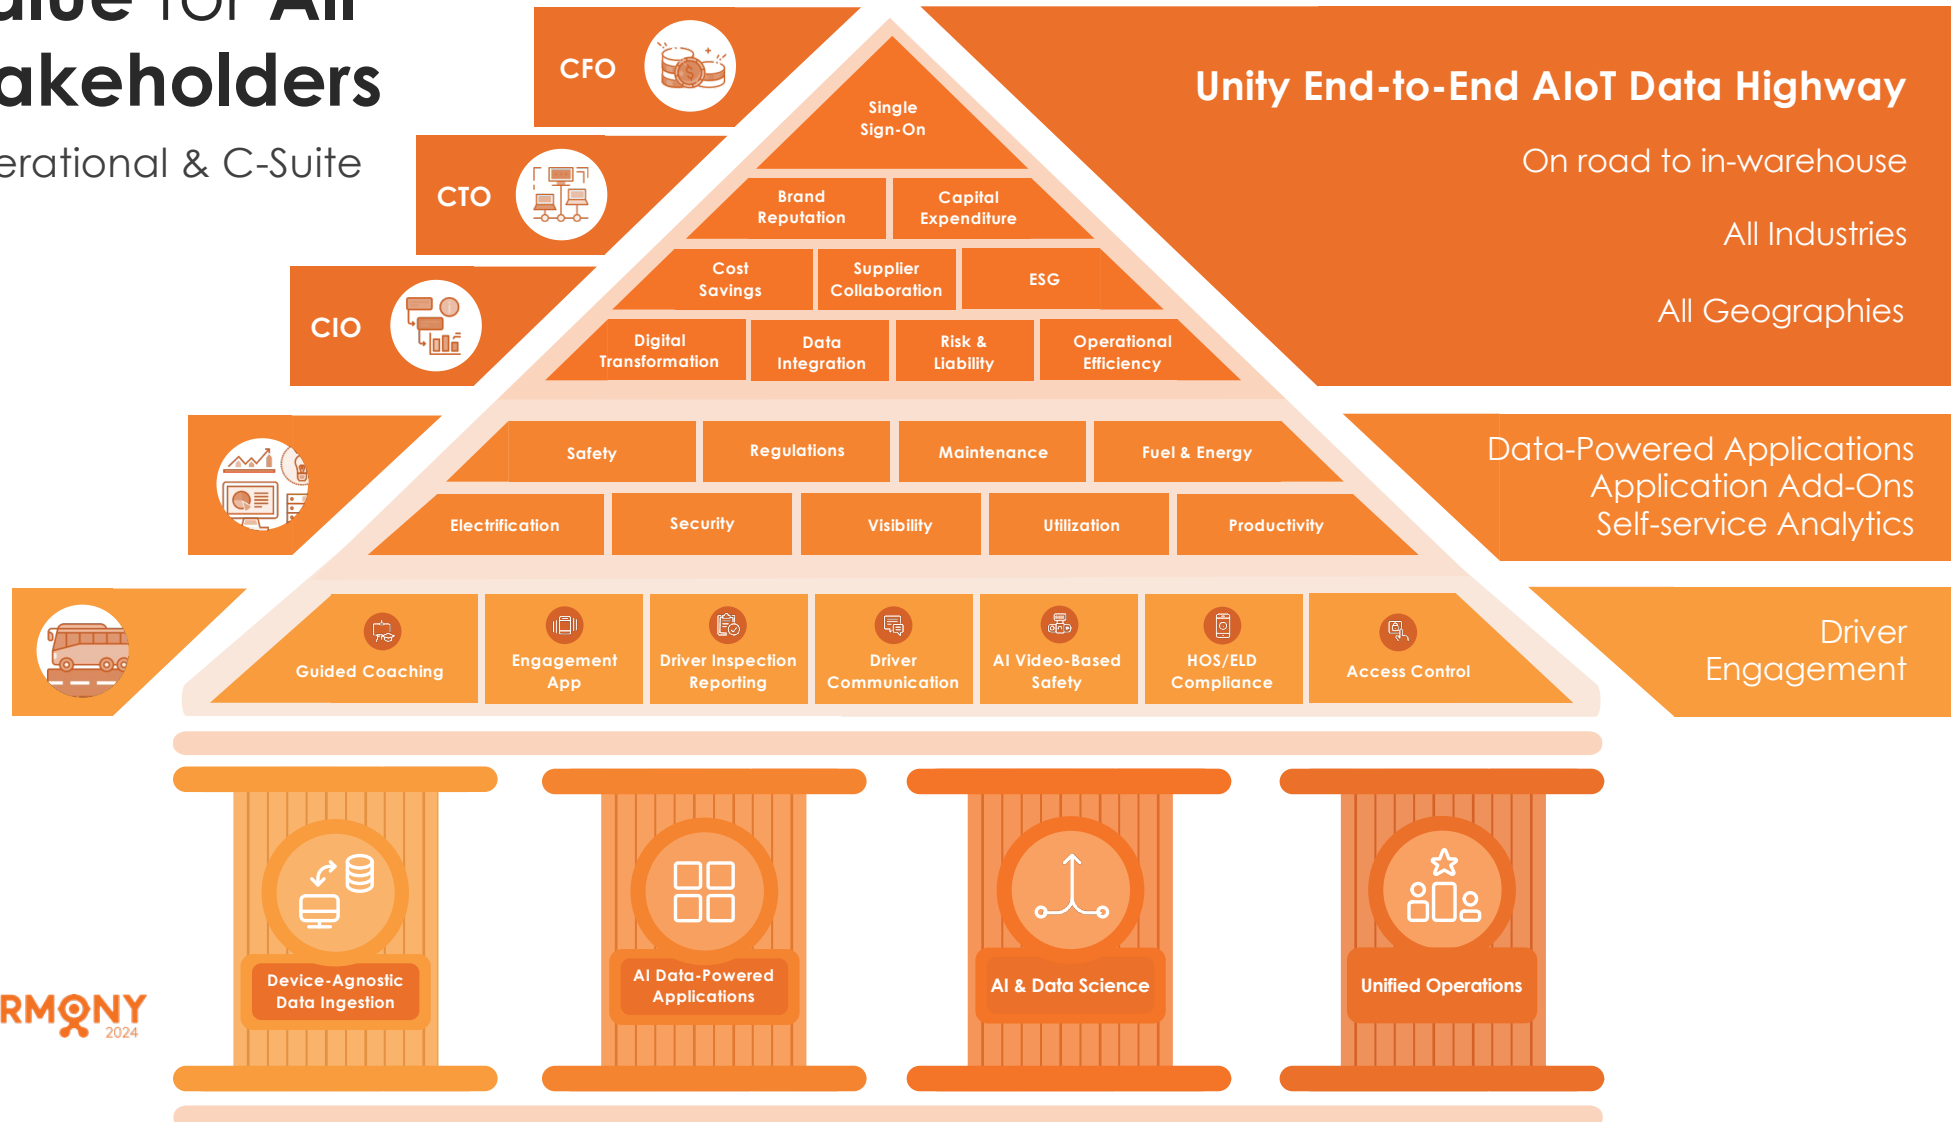 alue for All
akeholders
erational & C-Suite
CFO
CTO
CIO
Single
Sign-On
Brand
Reputation
Capital
Expenditure
Cost
Savings
Supplier
Collaboration
ESG
Digital
Transformation
Data
Integration
Risk &
Liability
Operational
Efficiency
Safety
Regulations
Maintenance
Fuel & Energy
Electrification
Security
Visibility
Utilization
Productivity
Guided Coaching
Engagement
App
Driver Inspection
Reporting
Driver
Communication
AI Video-Based
Safety
HOS/ELD
Compliance
Access Control
Unity End-to-End AIoT Data Highway
On road to in-warehouse
All Industries
All Geographies
Data-Powered Applications
Application Add-Ons
Self-service Analytics
Driver
Engagement
Device-Agnostic
Data Ingestion
AI Data-Powered
Applications
AI & Data Science
Unified Operations
RMONY
2024